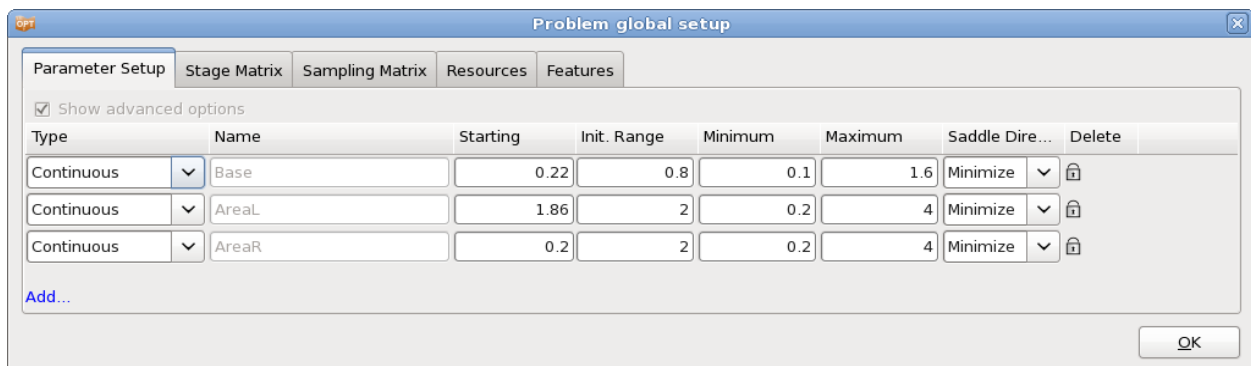 OPT Problem global setup
Parameter Setup Stage Matrix Sampling Matrix Resources Features
Show advanced options
Type Name Starting Init. Range Minimum Maximum Saddle Dire... Delete
Continuous Base 0.22 0.8 0.1 1.6 Minimize
Continuous AreaL 1.86 2 0.2 4 Minimize
Continuous AreaR 0.2 2 0.2 4 Minimize
Add...
OK